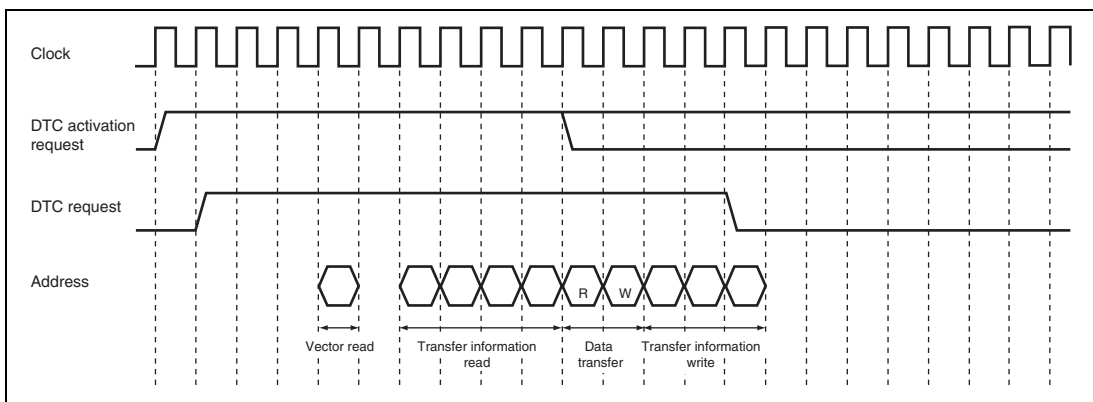 Clock
DTC activation
request
DTC request
Address
R
W
Vector read
Transfer information
read
Data
transfer
Transfer information
write